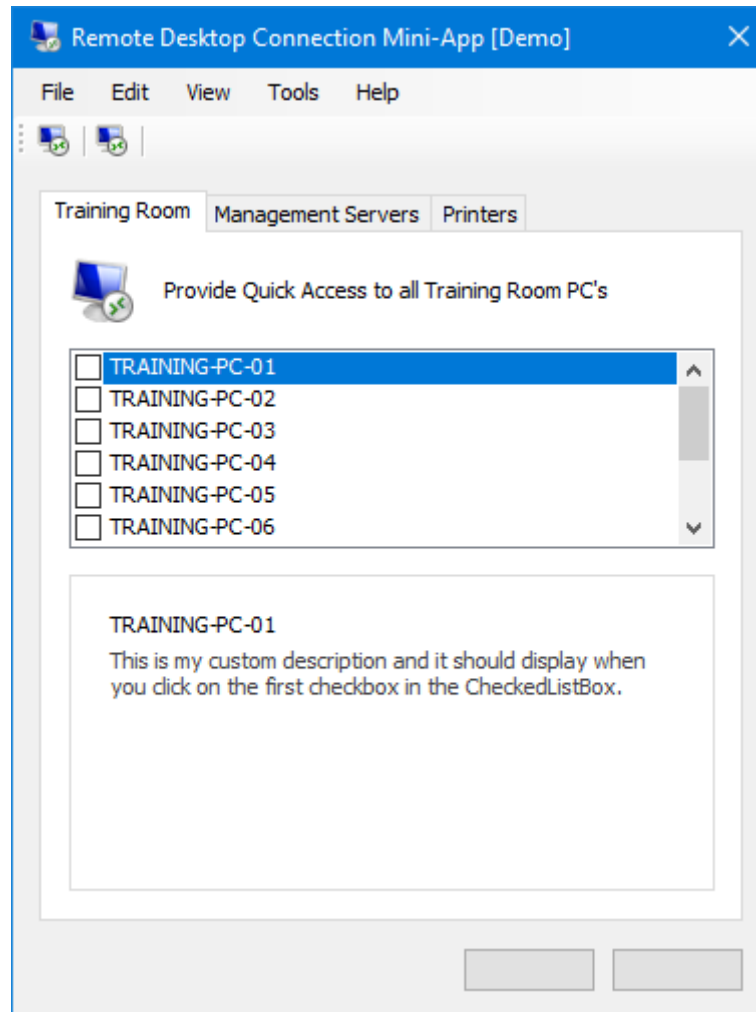 Remote Desktop Connection Mini-App [Demo]
File Edit View Tools Help
Training Room Management Servers Printers
Provide Quick Access to all Training Room PC's
TRAINING-PC-01
TRAINING-PC-02
TRAINING-PC-03
TRAINING-PC-04
TRAINING-PC-05
TRAINING-PC-06
TRAINING-PC-01
This is my custom description and it should display when
you click on the first checkbox in the CheckedListBox.